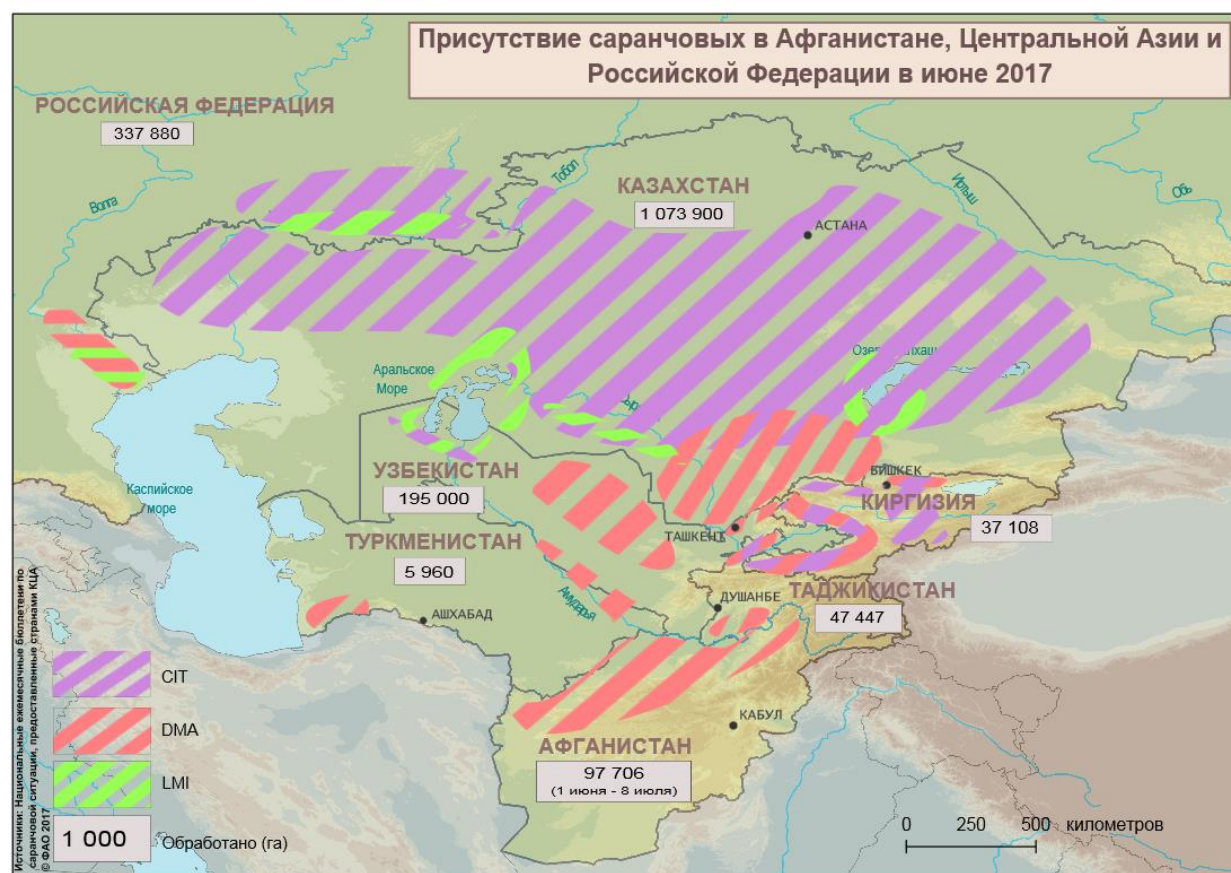 Присутствие саранчовых в Афганистане, Центральной Азии и
Российской Федерации в июне 2017
РОССИЙСКАЯ ФЕДЕРАЦИЯ
337 880
Волга
Тобол
КАЗАХСТАН
1 073 900
АСТАНА
Иртыш
Обь
Аральское
Море
УЗБЕКИСТАН
195 000
Каспийское
море
ТУРКМЕНИСТАН
5 960
АШХАБАД
Амударья
ТАШКЕНТ
БИШКЕК
КИРГИЗИЯ
37 108
ДУШАНБЕ
ТАДЖИКИСТАН
47 447
КАБУЛ
АФГАНИСТАН
97 706
(1 июня - 8 июля)
CIT
DMA
LMI
1 000 Обработано (га)
0 250 500 километров
Источники: Национальные ежемесячные бюллетени по
саранчовой ситуации, предоставленные странами КЦА
© ФАО 2017